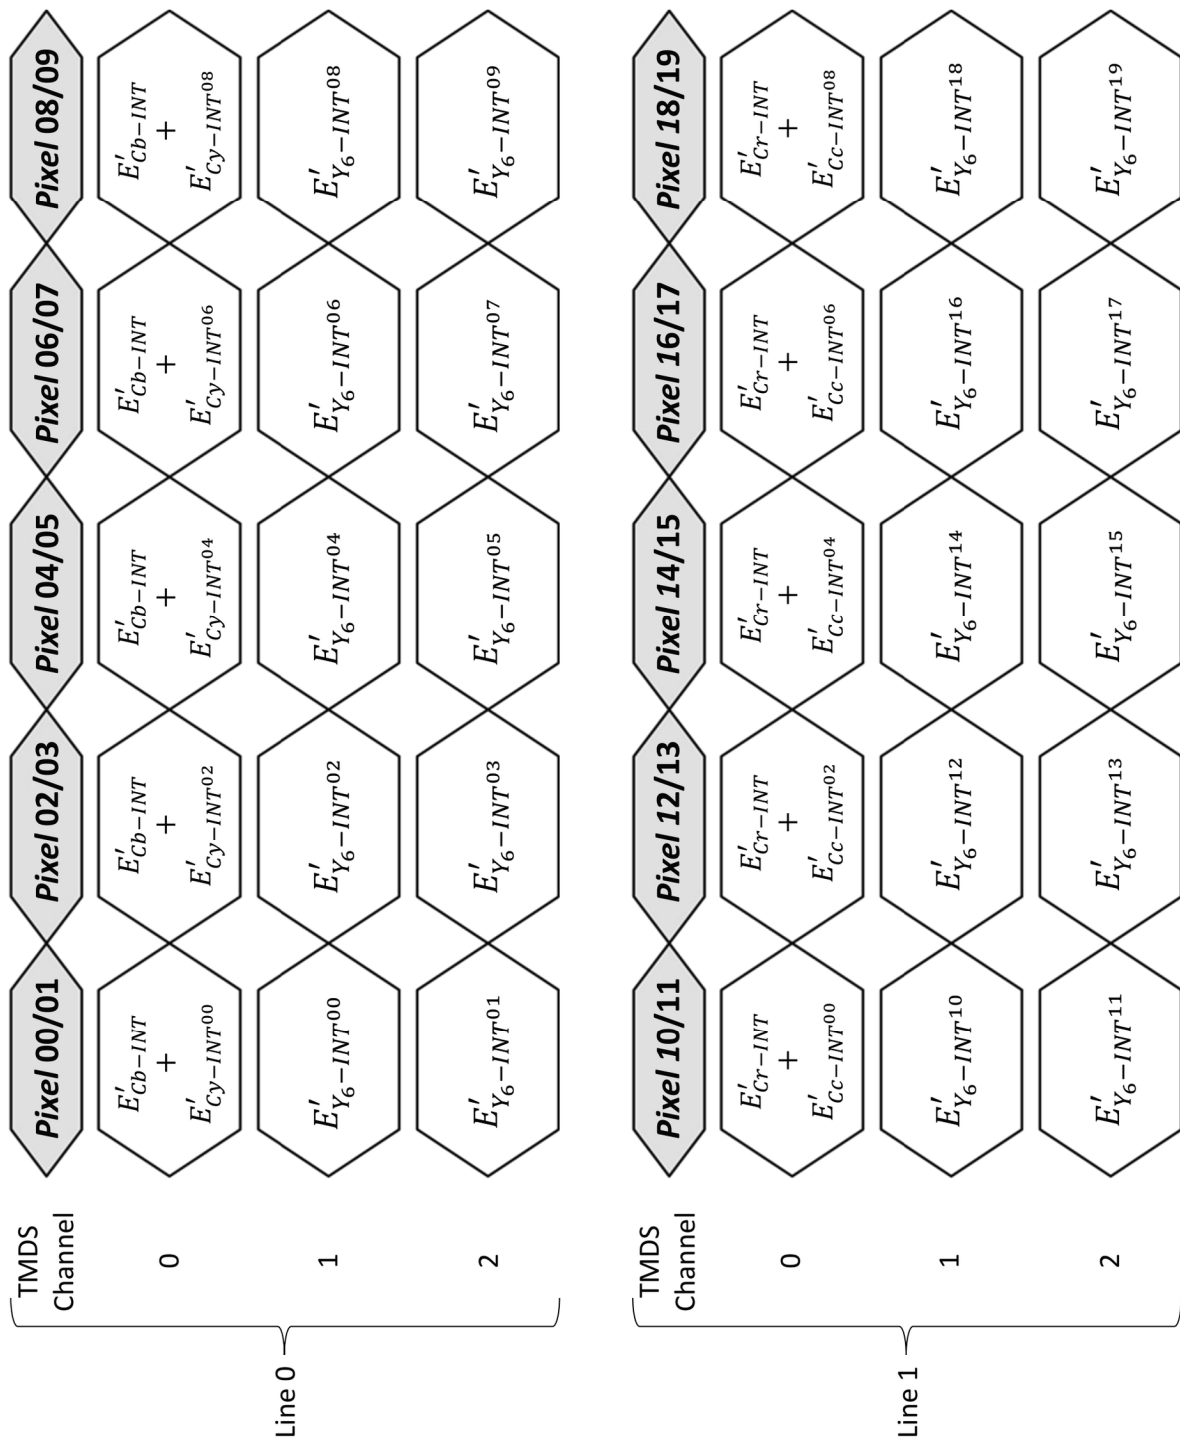 Line 0
TMDS Channel
Pixel 00/01
Pixel 02/03
Pixel 04/05
Pixel 06/07
Pixel 08/09
0
E′Cb−INT + E′Cy−INT00
E′Cb−INT + E′Cy−INT02
E′Cb−INT + E′Cy−INT04
E′Cb−INT + E′Cy−INT06
E′Cb−INT + E′Cy−INT08
1
E′Y6−INT00
E′Y6−INT02
E′Y6−INT04
E′Y6−INT06
E′Y6−INT08
2
E′Y6−INT01
E′Y6−INT03
E′Y6−INT05
E′Y6−INT07
E′Y6−INT09
Line 1
TMDS Channel
Pixel 10/11
Pixel 12/13
Pixel 14/15
Pixel 16/17
Pixel 18/19
0
E′Cr−INT + E′Cc−INT00
E′Cr−INT + E′Cc−INT02
E′Cr−INT + E′Cc−INT04
E′Cr−INT + E′Cc−INT06
E′Cr−INT + E′Cc−INT08
1
E′Y6−INT10
E′Y6−INT12
E′Y6−INT14
E′Y6−INT16
E′Y6−INT18
2
E′Y6−INT11
E′Y6−INT13
E′Y6−INT15
E′Y6−INT17
E′Y6−INT19